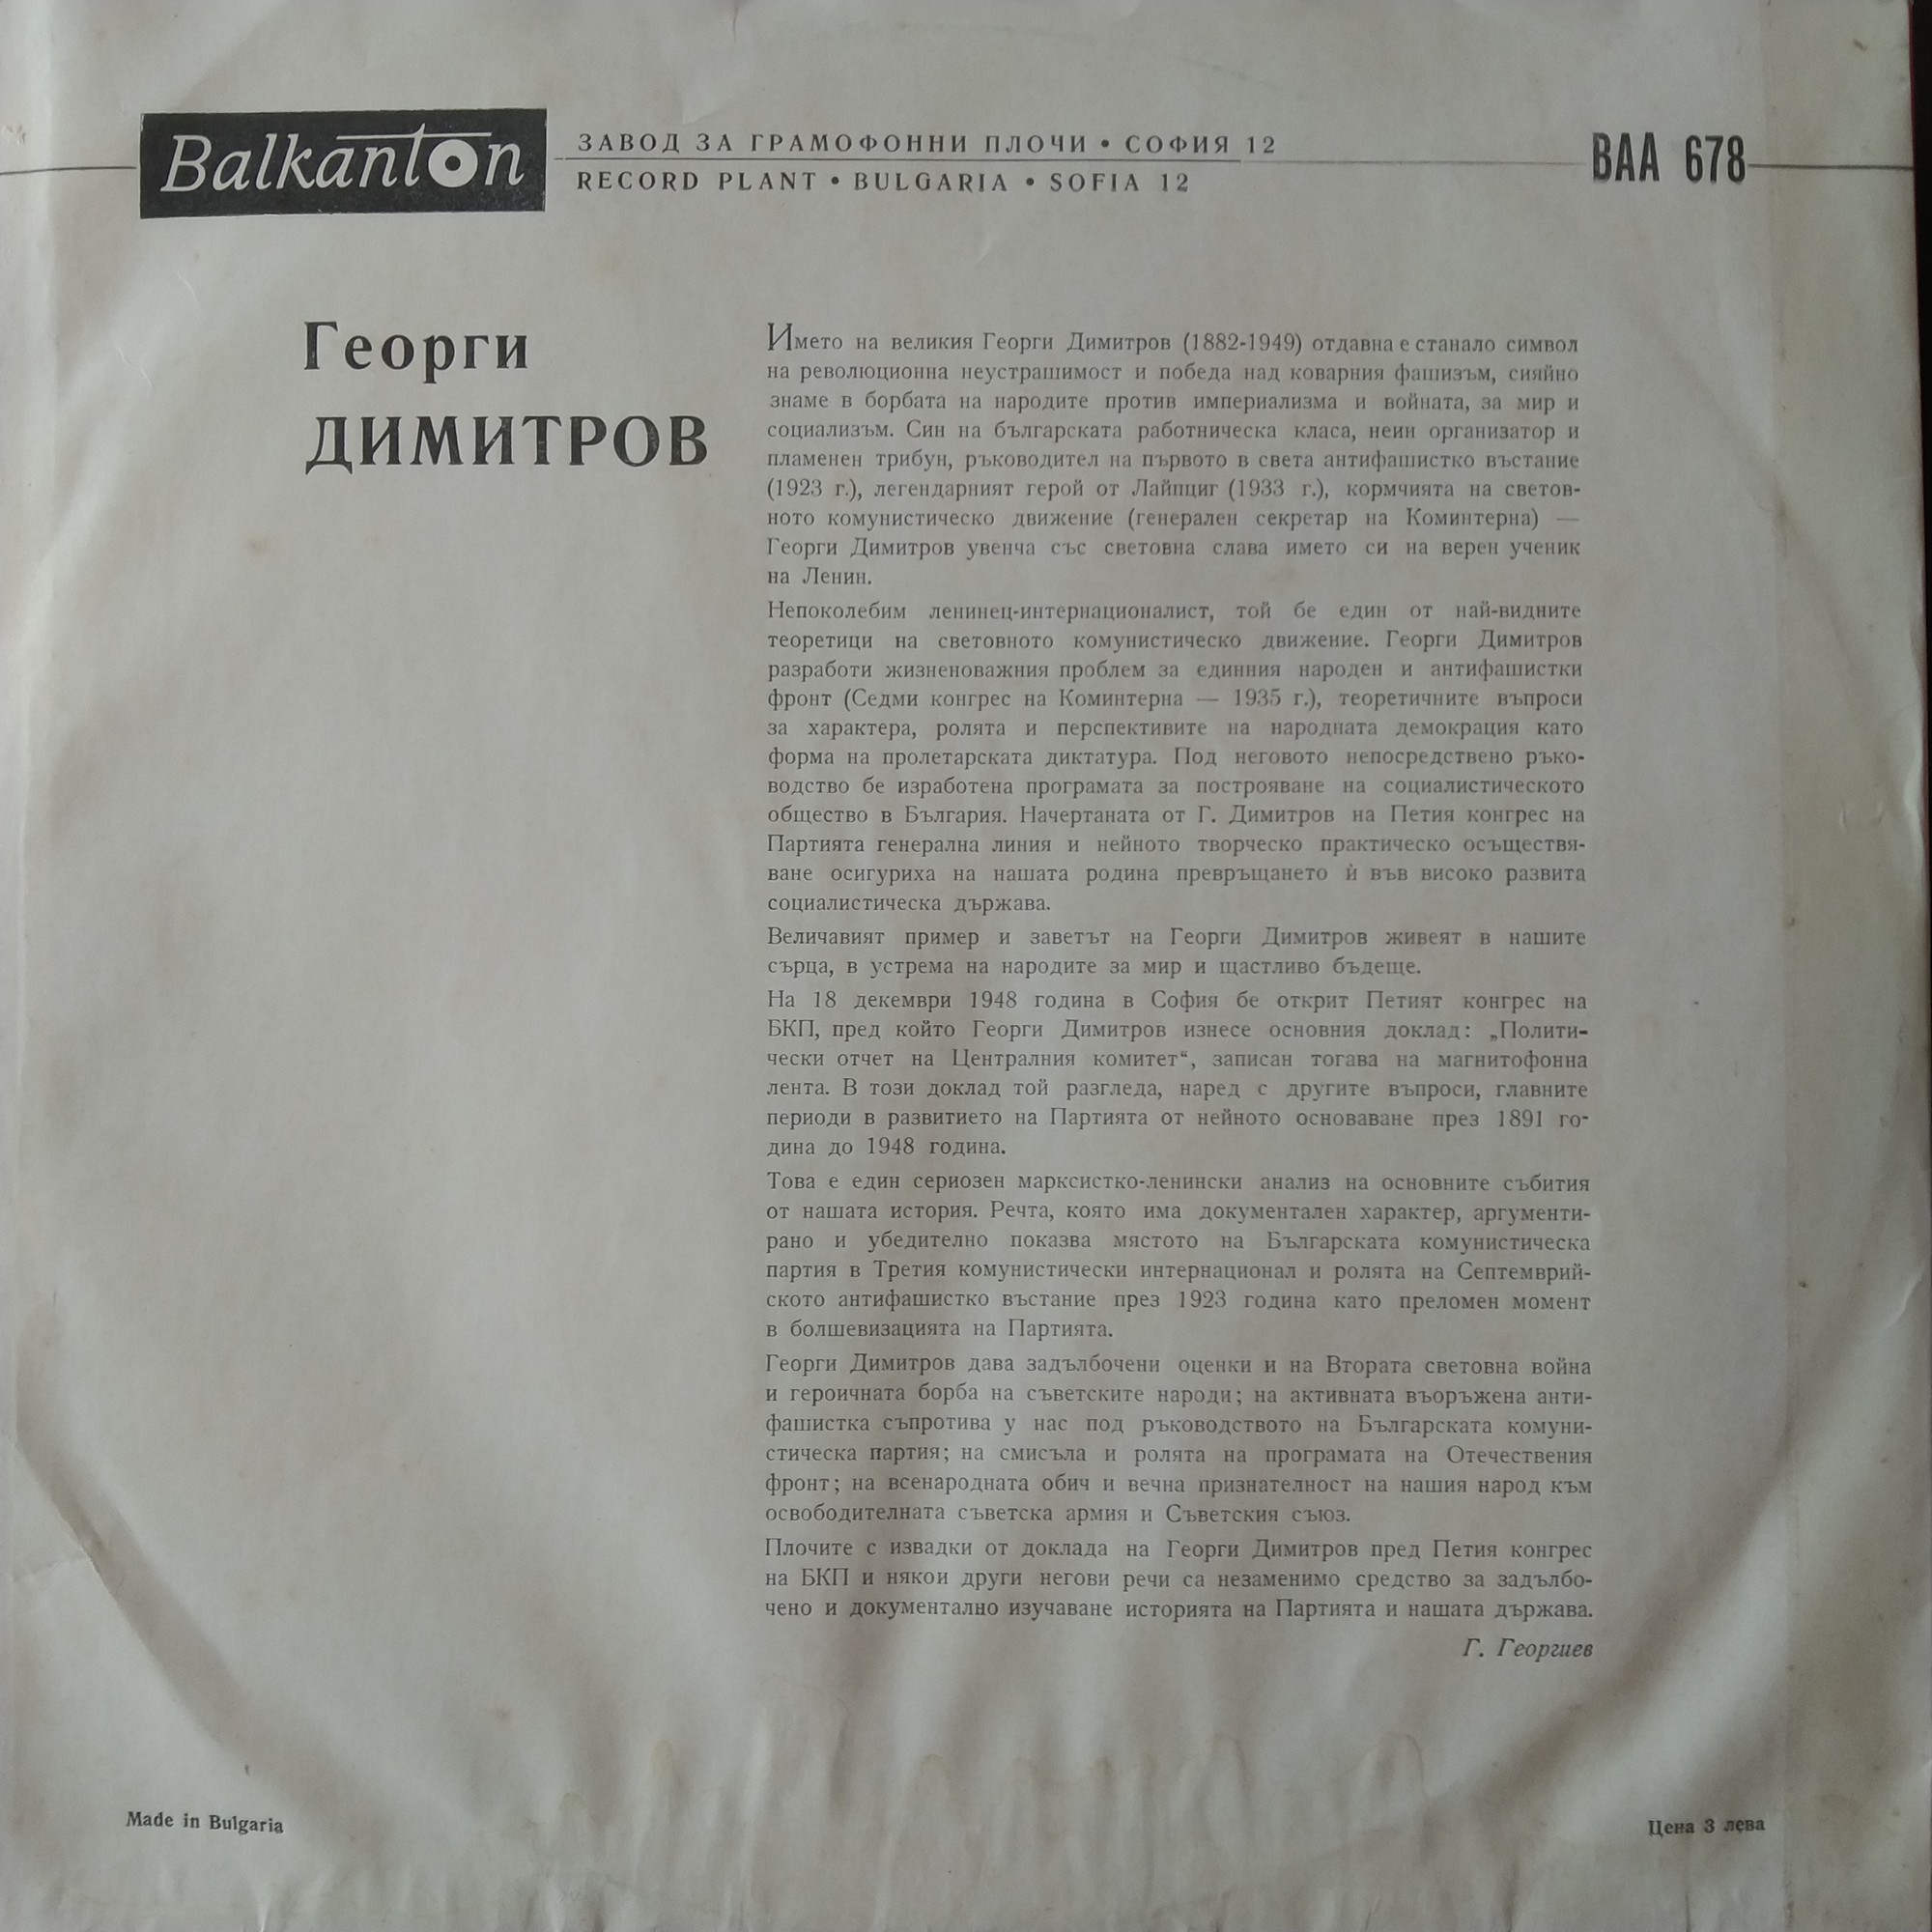 Balkanton
ЗАВОД ЗА ГРАМОФОННИ ПЛОЧИ • СОФИЯ 12
RECORD PLANT • BULGARIA • SOFIA 12
ВАА 678
Георги
ДИМИТРОВ
Името на великия Георги Димитров (1882-1949) отдавна е станало символ
на революционна неустрашимост и победа над коварния фашизъм, сияйно
знаме в борбата на народите против империализма и войната, за мир и
социализъм. Син на българската работническа класа, неин организатор и
пламенен трибун, ръководител на първото в света антифашистко въстание
(1923 г.), легендарният герой от Лайпциг (1933 г.), кормчията на светов-
ното комунистическо движение (генерален секретар на Коминтерна) —
Георги Димитров увенча със световна слава името си на верен ученик
на Ленин.
Непоколебим ленинец-интернационалист, той бе един от най-видните
теоретици на световното комунистическо движение. Георги Димитров
разработи жизненоважния проблем за единния народен и антифашистки
фронт (Седми конгрес на Коминтерна — 1935 г.), теоретичните въпроси
за характера, ролята и перспективите на народната демокрация като
форма на пролетарската диктатура. Под неговото непосредствено ръко-
водство бе изработена програмата за построяване на социалистическото
общество в България. Начертаната от Г. Димитров на Петия конгрес на
Партията генерална линия и нейното творческо практическо осъществя-
ване осигуриха на нашата родина превръщането ѝ във високо развита
социалистическа държава.
Величавият пример и заветът на Георги Димитров живеят в нашите
сърца, в устрема на народите за мир и щастливо бъдеще.
На 18 декември 1948 година в София бе открит Петият конгрес на
БКП, пред който Георги Димитров изнесе основния доклад: „Полити-
чески отчет на Централния комитет“, записан тогава на магнитофонна
лента. В този доклад той разгледа, наред с другите въпроси, главните
периоди в развитието на Партията от нейното основаване през 1891 го-
дина до 1948 година.
Това е един сериозен марксистко-ленински анализ на основните събития
от нашата история. Речта, която има документален характер, аргументи-
рано и убедително показва мястото на Българската комунистическа
партия в Третия комунистически интернационал и ролята на Септемврий-
ското антифашистко въстание през 1923 година като преломен момент
в болшевизацията на Партията.
Георги Димитров дава задълбочени оценки и на Втората световна война
и героичната борба на съветските народи; на активната въоръжена анти-
фашистка съпротива у нас под ръководството на Българската комуни-
стическа партия; на смисъла и ролята на програмата на Отечествения
фронт; на всенародната обич и вечна признателност на нашия народ към
освободителната съветска армия и Съветския съюз.
Плочите с извадки от доклада на Георги Димитров пред Петия конгрес
на БКП и някои други негови речи са незаменимо средство за задълбо-
чено и документално изучаване историята на Партията и нашата държава.
Г. Георгиев
Made in Bulgaria
Цена 3 лева